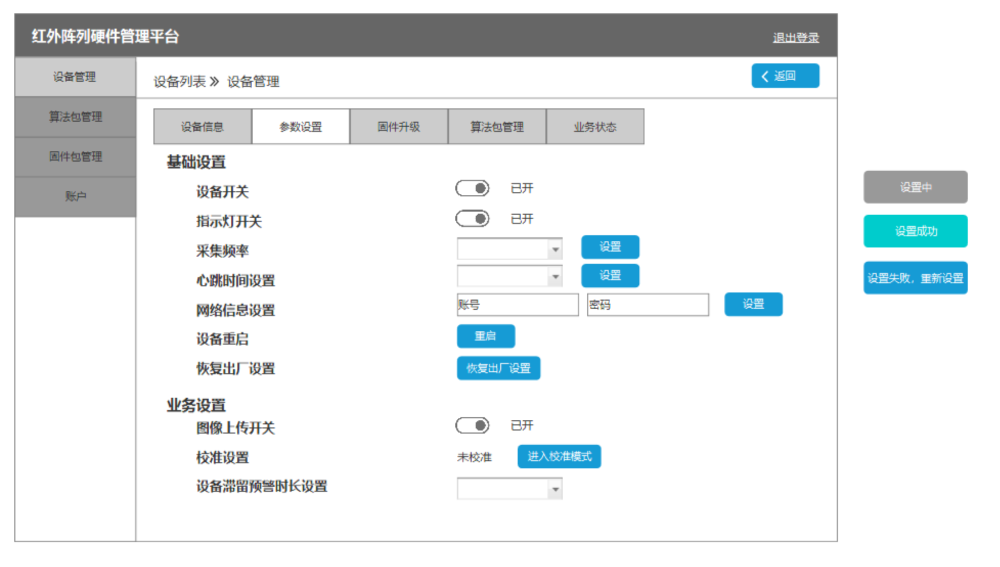 红外阵列硬件管理平台
退出登录
设备管理
算法包管理
固件包管理
账户
设备列表 设备管理
返回
设备信息 参数设置 固件升级 算法包管理 业务状态
基础设置
设备开关 已开
指示灯开关 已开
采集频率 设置
心跳时间设置 设置
网络信息设置 账号 密码 设置
设备重启 重启
恢复出厂设置 恢复出厂设置
业务设置
图像上传开关 已开
校准设置 未校准 进入校准模式
设备滞留预警时长设置
设置中
设置成功
设置失败，重新设置